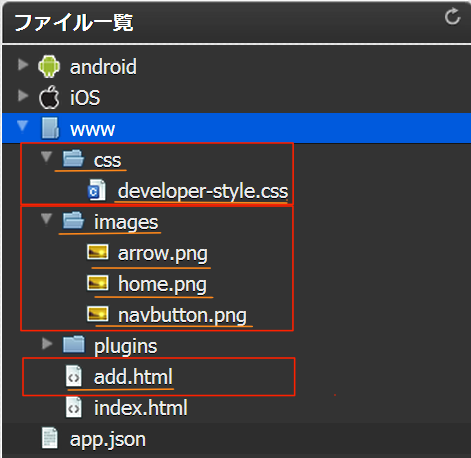 ファイル一覧
android
iOS
www
css
developer-style.css
images
arrow.png
home.png
navbutton.png
plugins
add.html
index.html
app.json